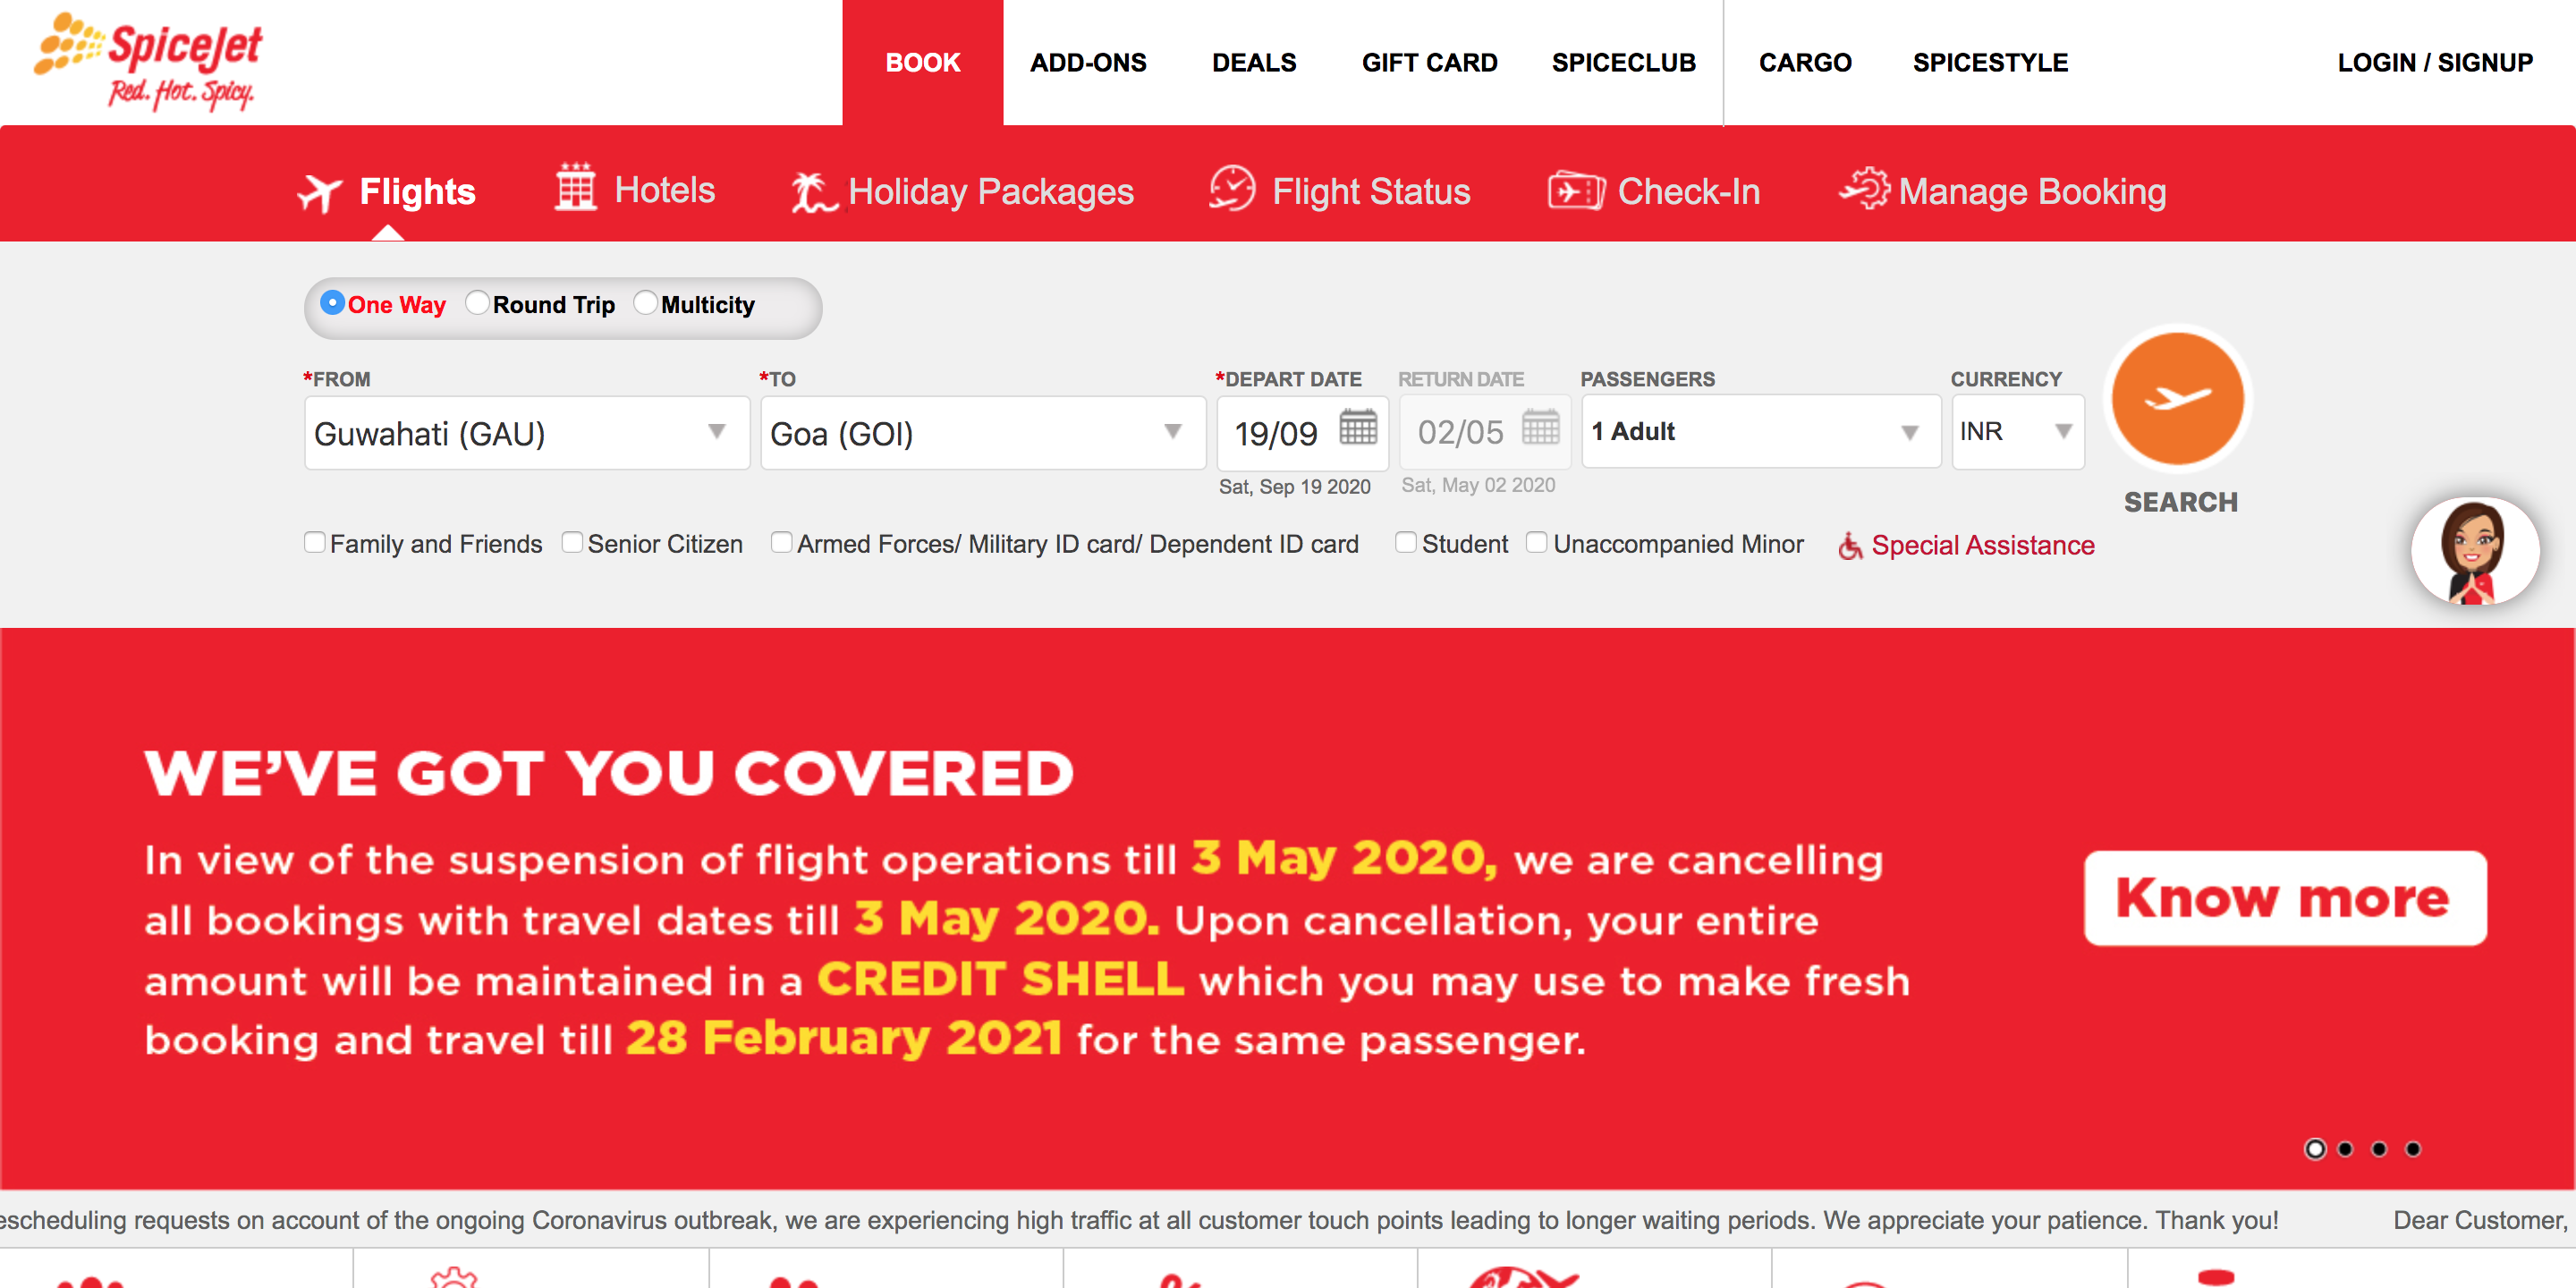 SpiceJet
Red. Hot. Spicy.
BOOK
ADD-ONS
DEALS
GIFT CARD
SPICECLUB
CARGO
SPICESTYLE
LOGIN / SIGNUP
Flights
Hotels
Holiday Packages
Flight Status
Check-In
Manage Booking
One Way
Round Trip
Multicity
*FROM
*TO
*DEPART DATE
RETURN DATE
PASSENGERS
CURRENCY
Guwahati (GAU)
Goa (GOI)
19/09
02/05
1 Adult
INR
Sat, Sep 19 2020
Sat, May 02 2020
SEARCH
Family and Friends
Senior Citizen
Armed Forces/ Military ID card/ Dependent ID card
Student
Unaccompanied Minor
Special Assistance
WE'VE GOT YOU COVERED
In view of the suspension of flight operations till 3 May 2020, we are cancelling
all bookings with travel dates till 3 May 2020. Upon cancellation, your entire
amount will be maintained in a CREDIT SHELL which you may use to make fresh
booking and travel till 28 February 2021 for the same passenger.
Know more
escheduling requests on account of the ongoing Coronavirus outbreak, we are experiencing high traffic at all customer touch points leading to longer waiting periods. We appreciate your patience. Thank you!
Dear Customer,